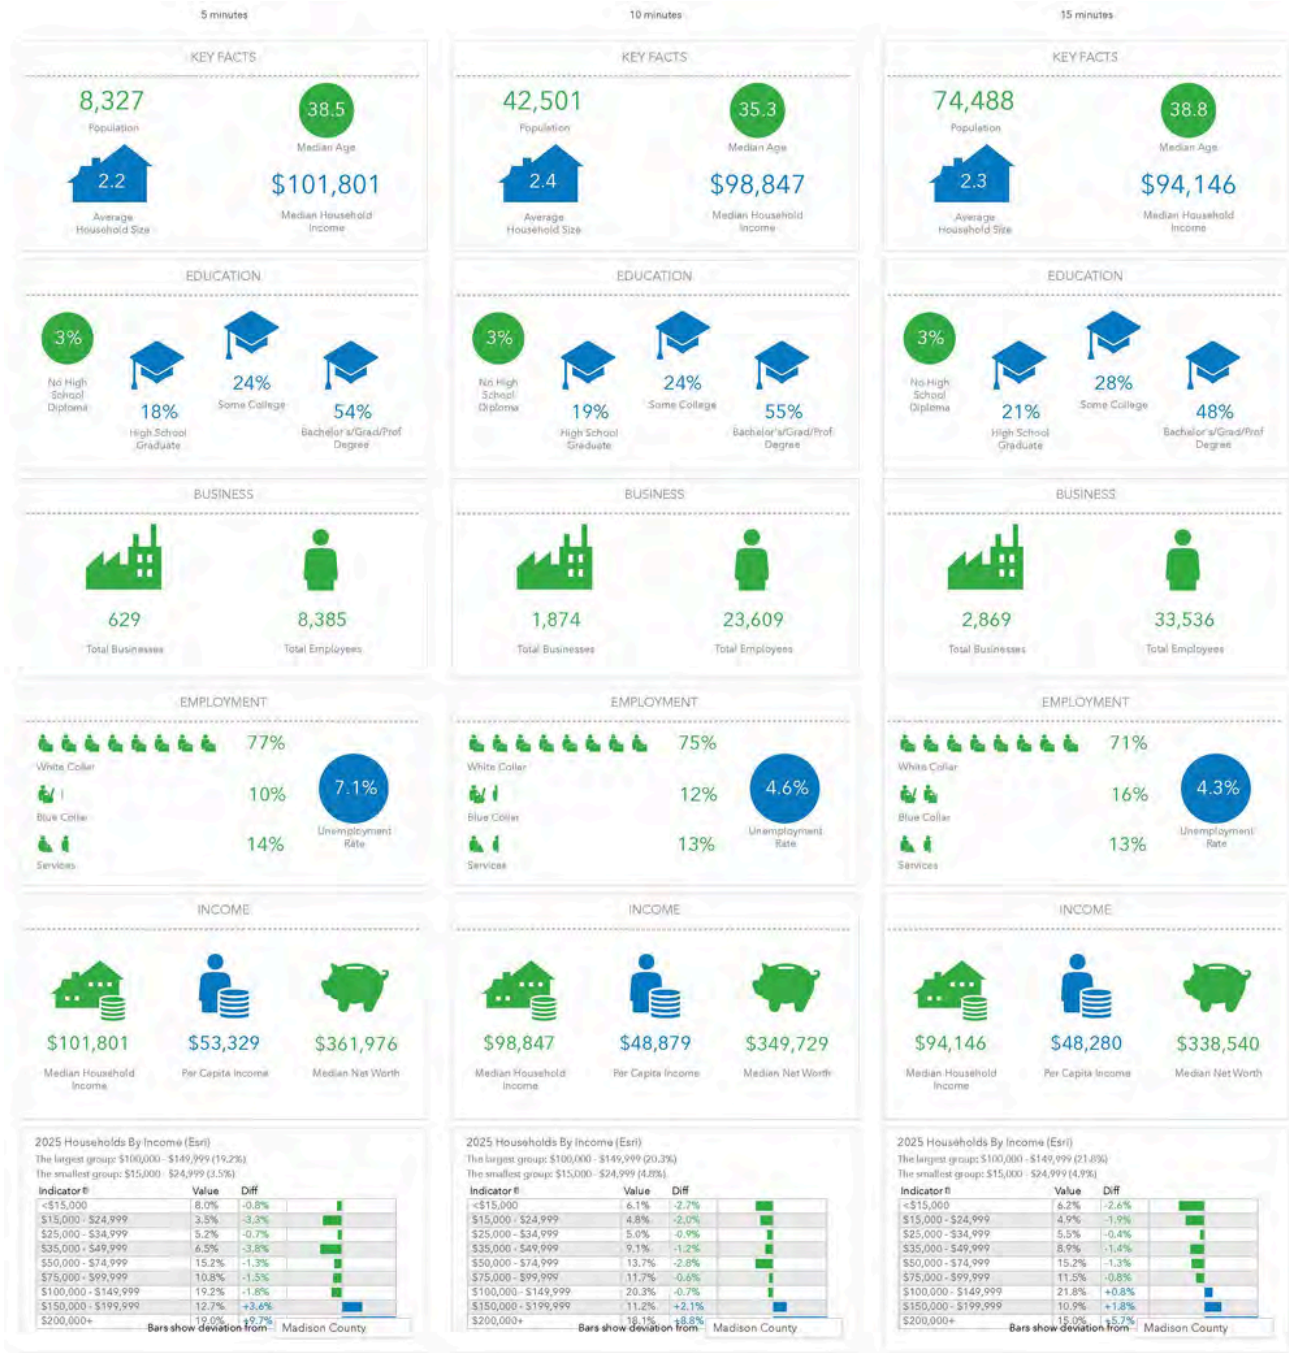 5 minutes
KEY FACTS
8,327
Population
38.5
Median Age
2.2
Average
Household Size
$101,801
Median Household
Income
EDUCATION
3%
No High
School
Diploma
18%
High School
Graduate
24%
Some College
54%
Bachelor's/Grad/Prof
Degree
BUSINESS
629
Total Businesses
8,385
Total Employees
EMPLOYMENT
77%
White Collar
10%
Blue Collar
14%
Services
7.1%
Unemployment
Rate
INCOME
$101,801
Median Household
Income
$53,329
Per Capita Income
$361,976
Median Net Worth
2025 Households By Income (Esri)
The largest group: $100,000 - $149,999 (19.2%)
The smallest group: $15,000 - $24,999 (3.5%)
Indicator Value Diff
<$15,000 8.0% -0.8%
$15,000 - $24,999 3.5% -3.3%
$25,000 - $34,999 5.2% -0.7%
$35,000 - $49,999 6.5% -3.8%
$50,000 - $74,999 15.2% -1.3%
$75,000 - $99,999 10.8% -1.5%
$100,000 - $149,999 19.2% -1.8%
$150,000 - $199,999 12.7% +3.6%
$200,000+ 19.0% +9.7%
Bars show deviation from Madison County
10 minutes
KEY FACTS
42,501
Population
35.3
Median Age
2.4
Average
Household Size
$98,847
Median Household
Income
EDUCATION
3%
No High
School
Diploma
19%
High School
Graduate
24%
Some College
55%
Bachelor's/Grad/Prof
Degree
BUSINESS
1,874
Total Businesses
23,609
Total Employees
EMPLOYMENT
75%
White Collar
12%
Blue Collar
13%
Services
4.6%
Unemployment
Rate
INCOME
$98,847
Median Household
Income
$48,879
Per Capita Income
$349,729
Median Net Worth
2025 Households By Income (Esri)
The largest group: $100,000 - $149,999 (20.3%)
The smallest group: $15,000 - $24,999 (4.8%)
Indicator Value Diff
<$15,000 6.1% -2.7%
$15,000 - $24,999 4.8% -2.0%
$25,000 - $34,999 5.0% -0.9%
$35,000 - $49,999 9.1% -1.2%
$50,000 - $74,999 13.7% -2.8%
$75,000 - $99,999 11.7% -0.6%
$100,000 - $149,999 20.3% -0.7%
$150,000 - $199,999 11.2% +2.1%
$200,000+ 18.1% +8.8%
Bars show deviation from Madison County
15 minutes
KEY FACTS
74,488
Population
38.8
Median Age
2.3
Average
Household Size
$94,146
Median Household
Income
EDUCATION
3%
No High
School
Diploma
21%
High School
Graduate
28%
Some College
48%
Bachelor's/Grad/Prof
Degree
BUSINESS
2,869
Total Businesses
33,536
Total Employees
EMPLOYMENT
71%
White Collar
16%
Blue Collar
13%
Services
4.3%
Unemployment
Rate
INCOME
$94,146
Median Household
Income
$48,280
Per Capita Income
$338,540
Median Net Worth
2025 Households By Income (Esri)
The largest group: $100,000 - $149,999 (21.8%)
The smallest group: $15,000 - $24,999 (4.9%)
Indicator Value Diff
<$15,000 6.2% -2.6%
$15,000 - $24,999 4.9% -1.9%
$25,000 - $34,999 5.5% -0.4%
$35,000 - $49,999 8.9% -1.4%
$50,000 - $74,999 15.2% -1.3%
$75,000 - $99,999 11.5% -0.8%
$100,000 - $149,999 21.8% +0.8%
$150,000 - $199,999 10.9% +1.8%
$200,000+ 15.0% +5.7%
Bars show deviation from Madison County